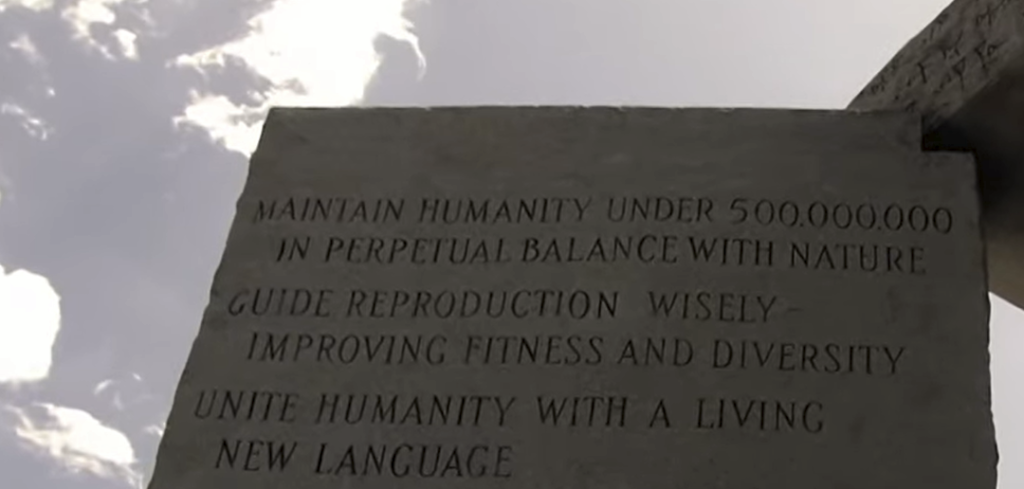 MAINTAIN HUMANITY UNDER 500,000,000
IN PERPETUAL BALANCE WITH NATURE
GUIDE REPRODUCTION WISELY –
IMPROVING FITNESS AND DIVERSITY
UNITE HUMANITY WITH A LIVING
NEW LANGUAGE